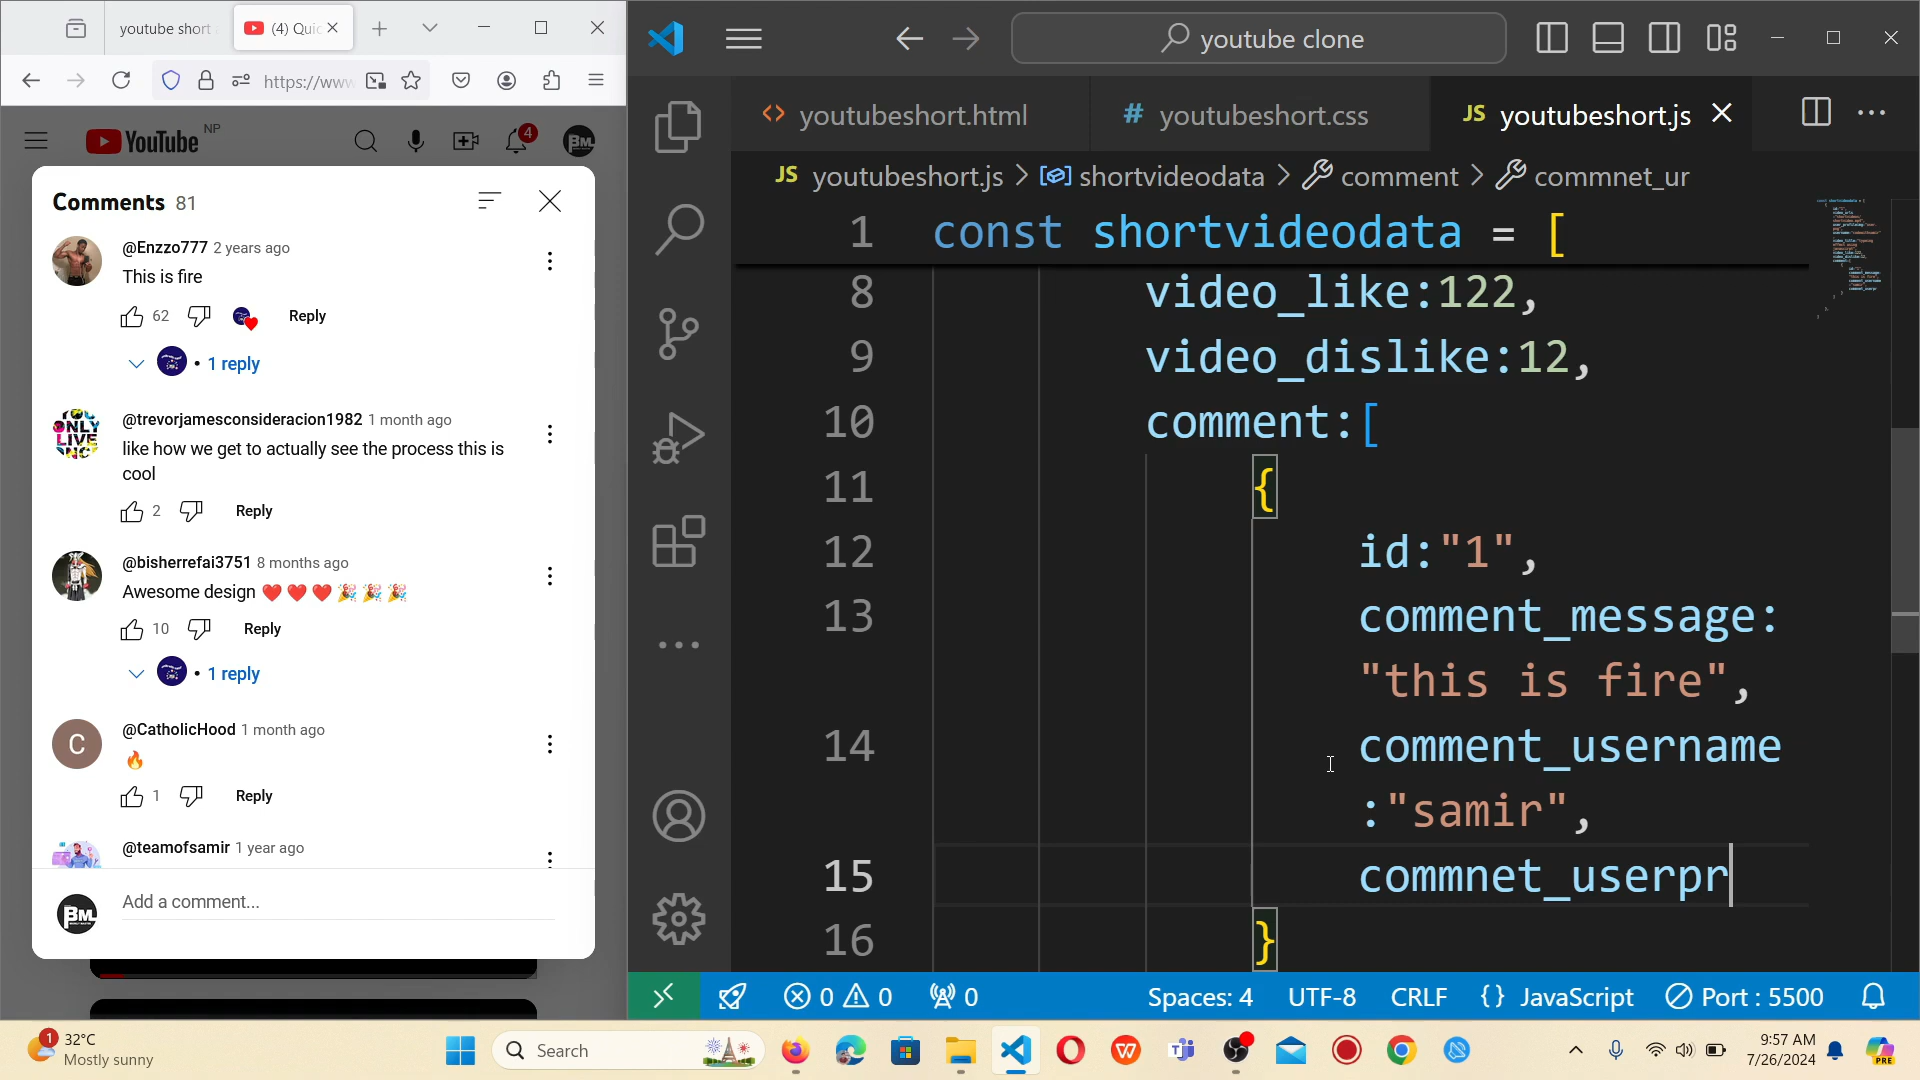 youtube short
(4) Quic
https://www
YouTube NP
4
BM
Comments 81
@Enzzo777 2 years ago
This is fire
62
Reply
• 1 reply
@trevorjamesconsideracion1982 1 month ago
like how we get to actually see the process this is
cool
2
Reply
@bisherrefai3751 8 months ago
Awesome design ❤️❤️❤️🎉🎉🎉
10
Reply
• 1 reply
C
@CatholicHood 1 month ago
🔥
1
Reply
@teamofsamir 1 year ago
BM
Add a comment...
youtube clone
<> youtubeshort.html
# youtubeshort.css
JS youtubeshort.js
JS youtubeshort.js > shortvideodata > comment > commnet_ur
1 const shortvideodata = [
8 video_like:122,
9 video_dislike:12,
10 comment:[
11 {
12 id:"1",
13 comment_message:
"this is fire",
14 comment_username
:"samir",
15 commnet_userpr
16 }
0 0 0
Spaces: 4 UTF-8 CRLF {} JavaScript Port : 5500
1
32°C
Mostly sunny
Search
9:57 AM
7/26/2024
PRE